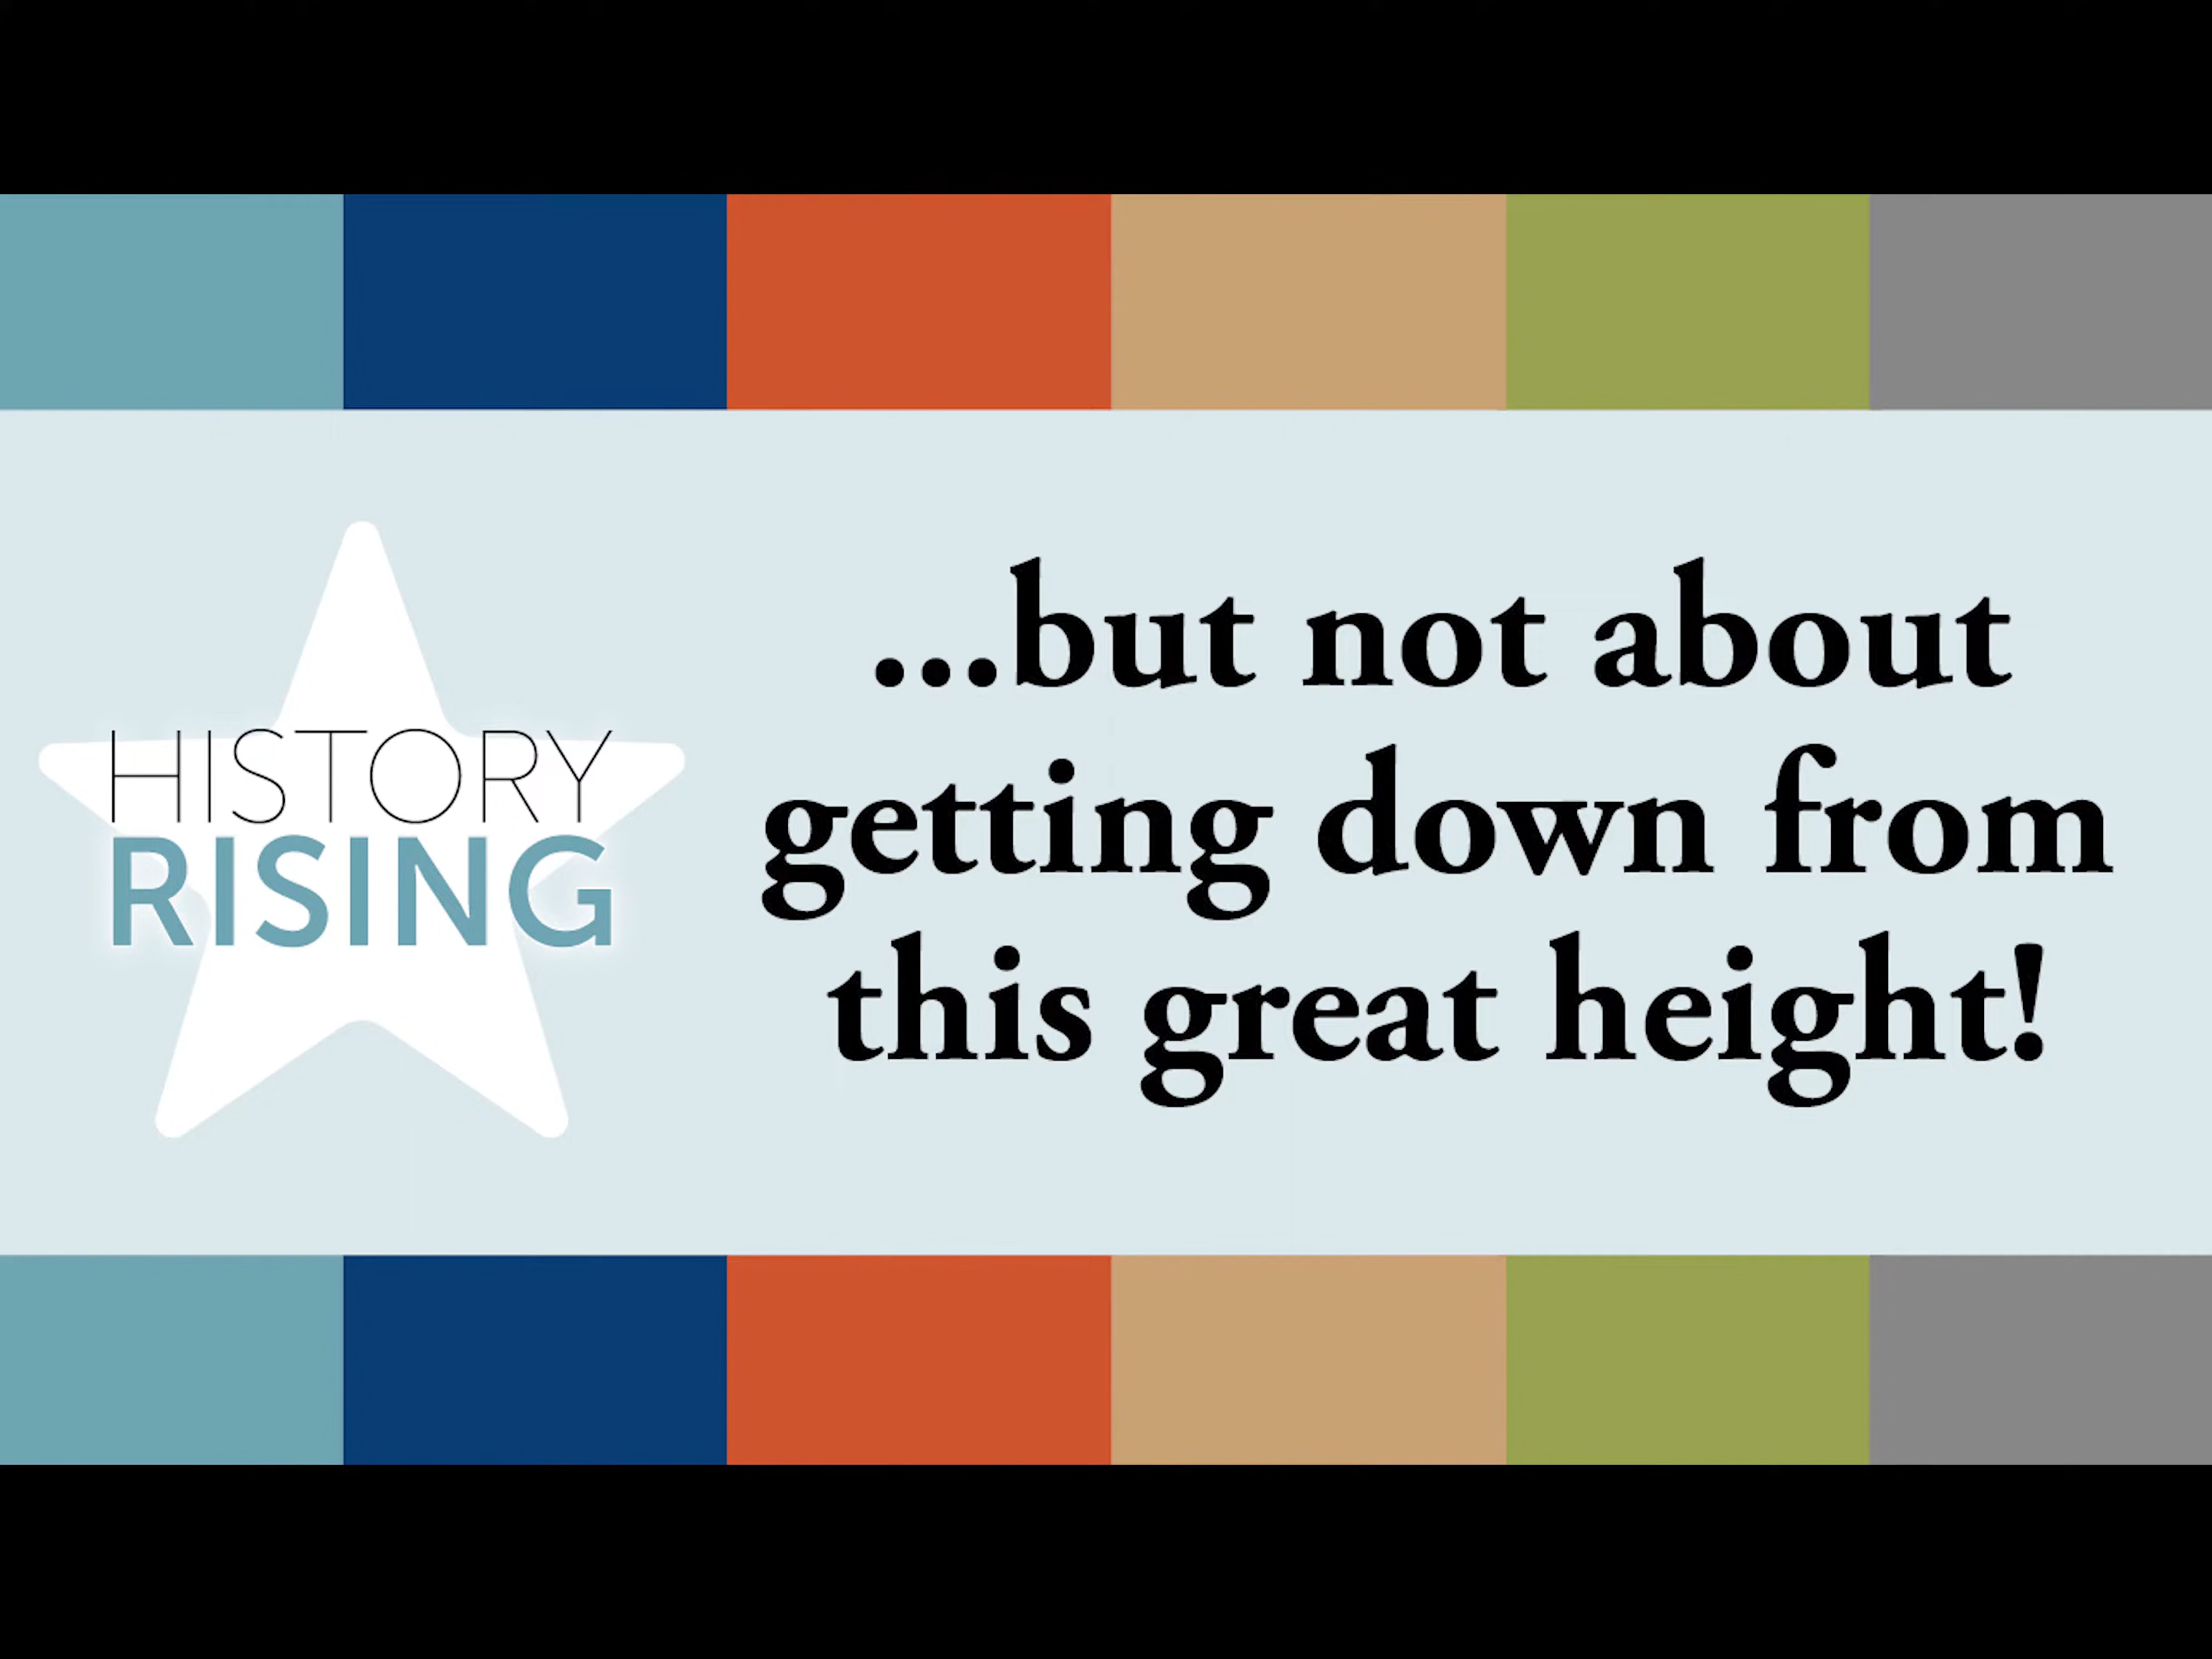 HISTORY
RISING
...but not about
getting down from
this great height!